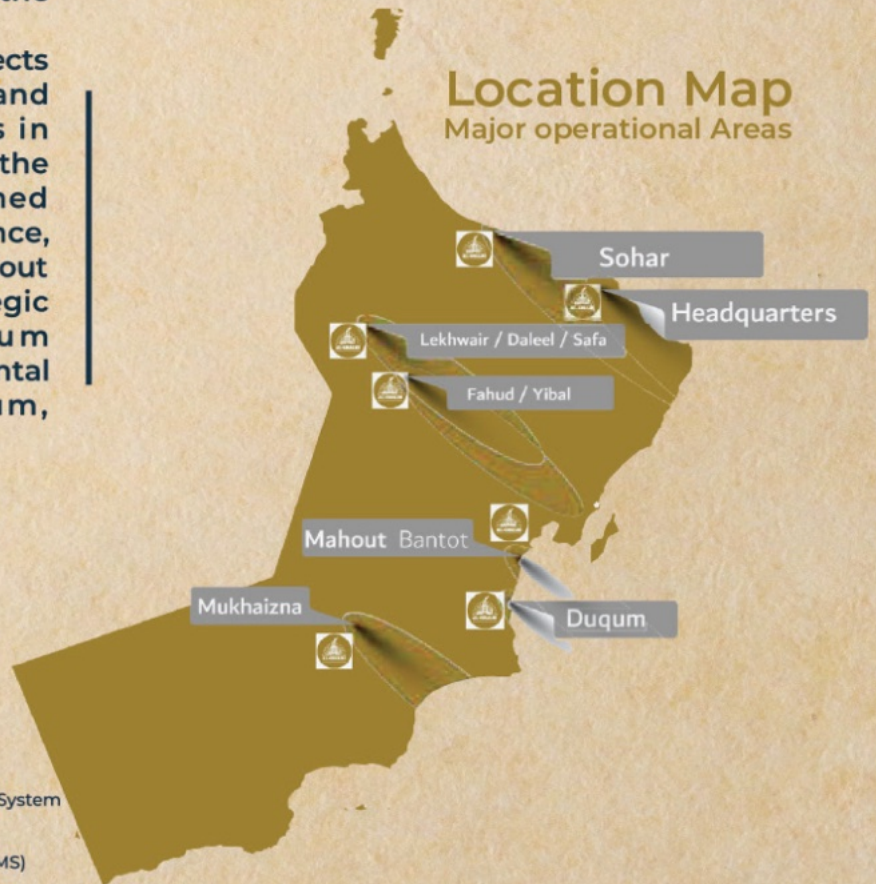 ects
and
s in
the
ned
nce,
out
egic
um
ntal
um,
Location Map
Major operational Areas
Sohar
Headquarters
Lekhwair / Daleel / Safa
Fahud / Yibal
Mahout Bantot
Mukhaizna
Duqum
System
MS)